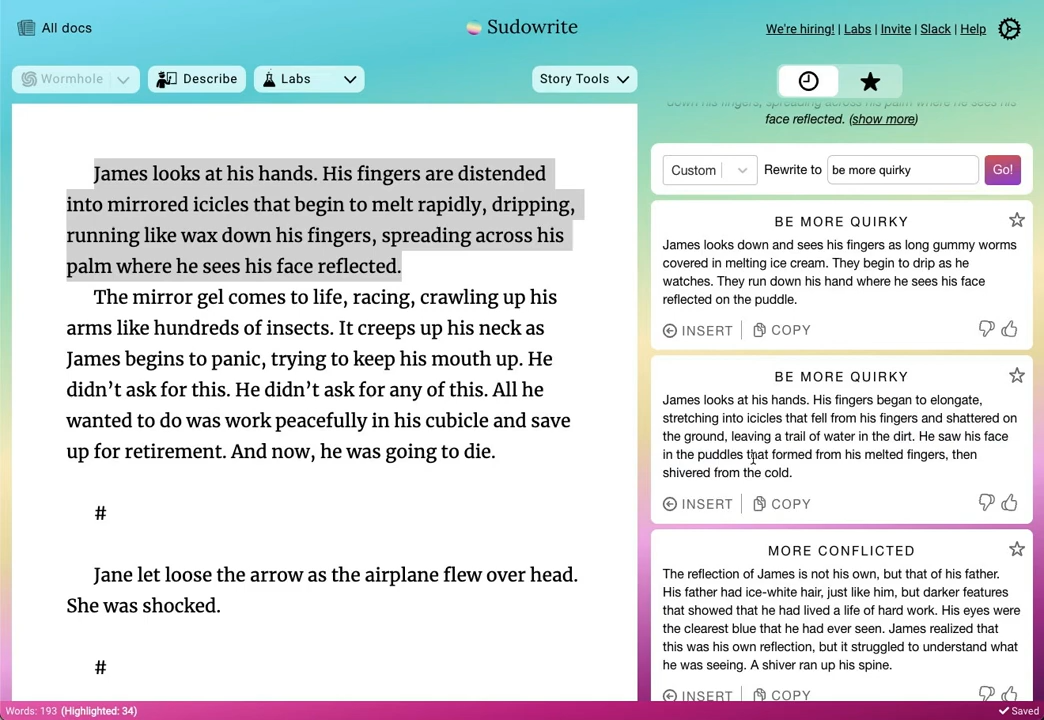 All docs
Sudowrite
We're hiring! | Labs | Invite | Slack | Help
Wormhole
Describe
Labs
Story Tools
down his fingers, spreading across his palm where he sees his
face reflected. (show more)
Custom
Rewrite to
be more quirky
Go!
James looks at his hands. His fingers are distended
into mirrored icicles that begin to melt rapidly, dripping,
running like wax down his fingers, spreading across his
palm where he sees his face reflected.
The mirror gel comes to life, racing, crawling up his
arms like hundreds of insects. It creeps up his neck as
James begins to panic, trying to keep his mouth up. He
didn’t ask for this. He didn’t ask for any of this. All he
wanted to do was work peacefully in his cubicle and save
up for retirement. And now, he was going to die.
#
Jane let loose the arrow as the airplane flew over head.
She was shocked.
#
BE MORE QUIRKY
James looks down and sees his fingers as long gummy worms
covered in melting ice cream. They begin to drip as he
watches. They run down his hand where he sees his face
reflected on the puddle.
INSERT
COPY
BE MORE QUIRKY
James looks at his hands. His fingers began to elongate,
stretching into icicles that fell from his fingers and shattered on
the ground, leaving a trail of water in the dirt. He saw his face
in the puddles that formed from his melted fingers, then
shivered from the cold.
INSERT
COPY
MORE CONFLICTED
The reflection of James is not his own, but that of his father.
His father had ice-white hair, just like him, but darker features
that showed that he had lived a life of hard work. His eyes were
the clearest blue that he had ever seen. James realized that
this was his own reflection, but it struggled to understand what
he was seeing. A shiver ran up his spine.
INSERT
COPY
Words: 193 (Highlighted: 34)
Saved